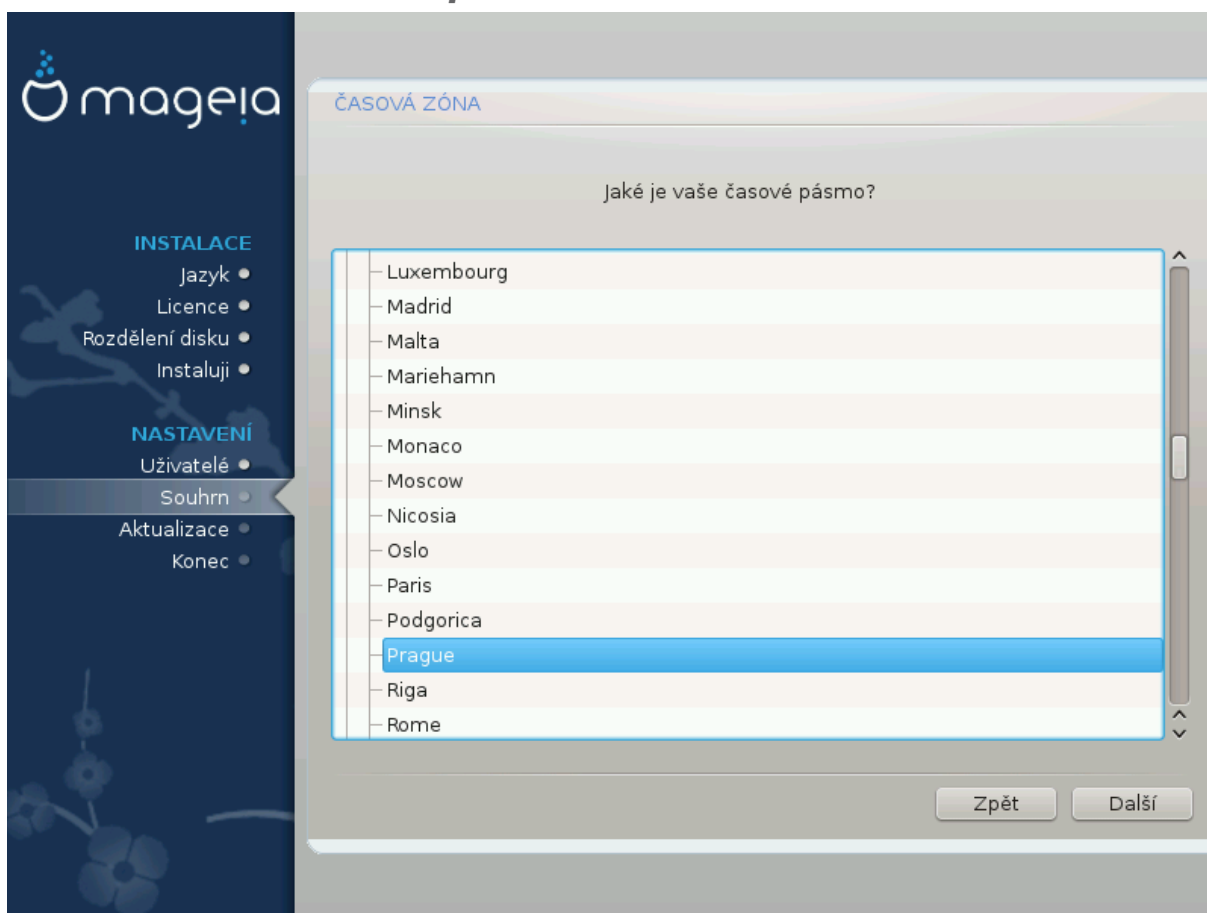 mageia
INSTALACE
Jazyk
Licence
Rozdělení disku
Instaluji
NASTAVENÍ
Uživatelé
Souhrn
Aktualizace
Konec
ČASOVÁ ZÓNA
Jaké je vaše časové pásmo?
Luxembourg
Madrid
Malta
Mariehamn
Minsk
Monaco
Moscow
Nicosia
Oslo
Paris
Podgorica
Prague
Riga
Rome
Zpět
Další